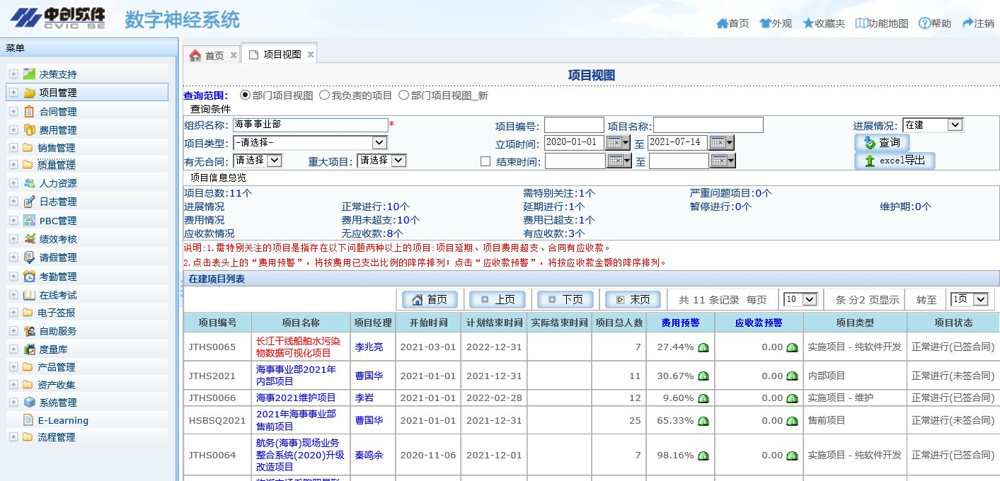 中创软件
CVIC SE
数字神经系统
首页 外观 收藏夹 功能地图 帮助 注销
菜单
决策支持
项目管理
合同管理
费用管理
销售管理
质量管理
人力资源
日志管理
PBC管理
绩效考核
请假管理
考勤管理
在线考试
电子签报
自助服务
度量库
产品管理
资产收集
系统管理
E-Learning
流程管理
首页 项目视图
项目视图
查询范围: 部门项目视图 我负责的项目 部门项目视图_新
查询条件
组织名称: 海事事业部 * 项目编号: 项目名称: 进展情况: 在建
项目类型: -请选择- 立项时间: 2020-01-01 至 2021-07-14 查询
有无合同: 请选择 重大项目: 请选择 结束时间: 至 excel导出
项目信息总览
项目总数:11个 需特别关注:1个 严重问题项目:0个
进展情况 正常进行:10个 延期进行:1个 暂停进行:0个 维护期:0个
费用情况 费用未超支:10个 费用已超支:1个
应收款情况 无应收款:8个 有应收款:3个
说明:1.需特别关注的项目是指存在以下问题两种以上的项目:项目延期、项目费用超支、合同有应收款。
2.点击表头上的“费用预警”，将按费用已支出比例的降序排列；点击“应收款预警”，将按应收款金额的降序排列。
在建项目列表
首页 上页 下页 末页 共 11 条记录 每页 10 条 分2 页显示 转至 1页
项目编号 项目名称 项目经理 开始时间 计划结束时间 实际结束时间 项目总人数 费用预警 应收款预警 项目类型 项目状态
JTHS0065 长江干线船舶水污染物数据可视化项目 李兆亮 2021-03-01 2022-12-31 7 27.44% 0.00 实施项目 - 纯软件开发 正常进行(已签合同)
JTHS2021 海事事业部2021年内部项目 曹国华 2021-01-01 2021-12-31 11 30.67% 0.00 内部项目 正常进行(未签合同)
JTHS0066 海事2021维护项目 李岩 2021-01-01 2022-02-28 12 9.60% 0.00 实施项目 - 维护 正常进行(已签合同)
HSBSQ2021 2021年海事事业部售前项目 曹国华 2021-01-01 2021-12-31 25 65.33% 0.00 售前项目 正常进行(未签合同)
JTHS0064 航务(海事)现场业务整合系统(2020)升级改造项目 秦鸣余 2020-11-06 2021-12-01 7 98.16% 0.00 实施项目 - 纯软件开发 正常进行(已签合同)